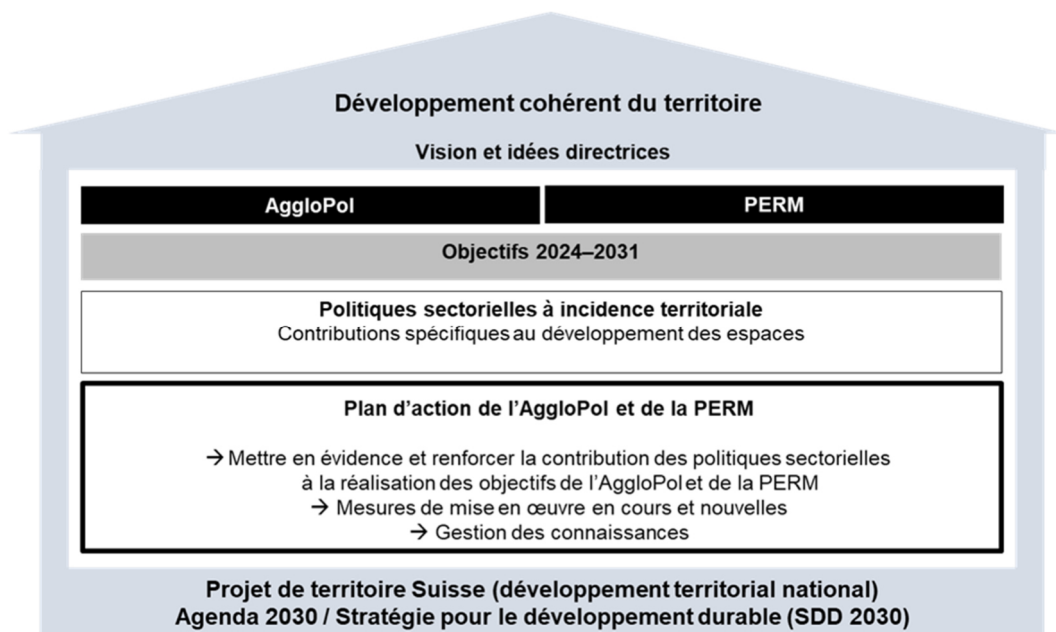 Développement cohérent du territoire
Vision et idées directrices
AggloPol
PERM
Objectifs 2024–2031
Politiques sectorielles à incidence territoriale
Contributions spécifiques au développement des espaces
Plan d'action de l'AggloPol et de la PERM
→ Mettre en évidence et renforcer la contribution des politiques sectorielles
à la réalisation des objectifs de l'AggloPol et de la PERM
→ Mesures de mise en œuvre en cours et nouvelles
→ Gestion des connaissances
Projet de territoire Suisse (développement territorial national)
Agenda 2030 / Stratégie pour le développement durable (SDD 2030)